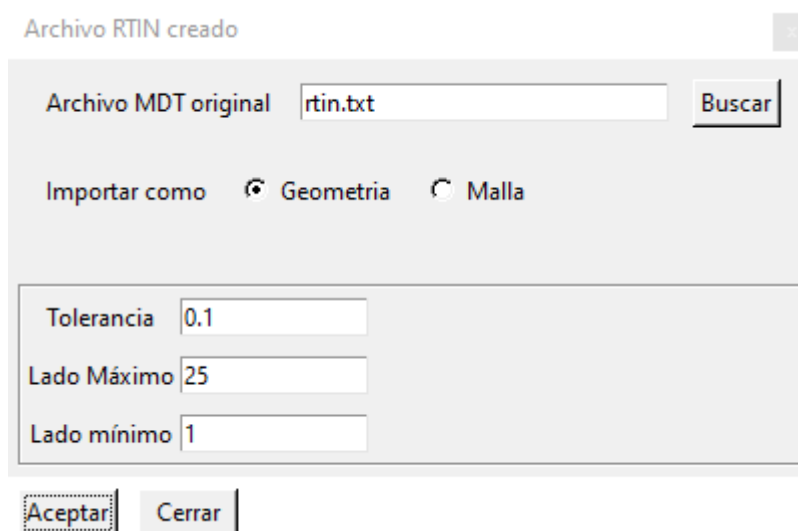 Archivo RTIN creado
Archivo MDT original rtin.txt Buscar
Importar como Geometria Malla
Tolerancia 0.1
Lado Máximo 25
Lado mínimo 1
Aceptar Cerrar